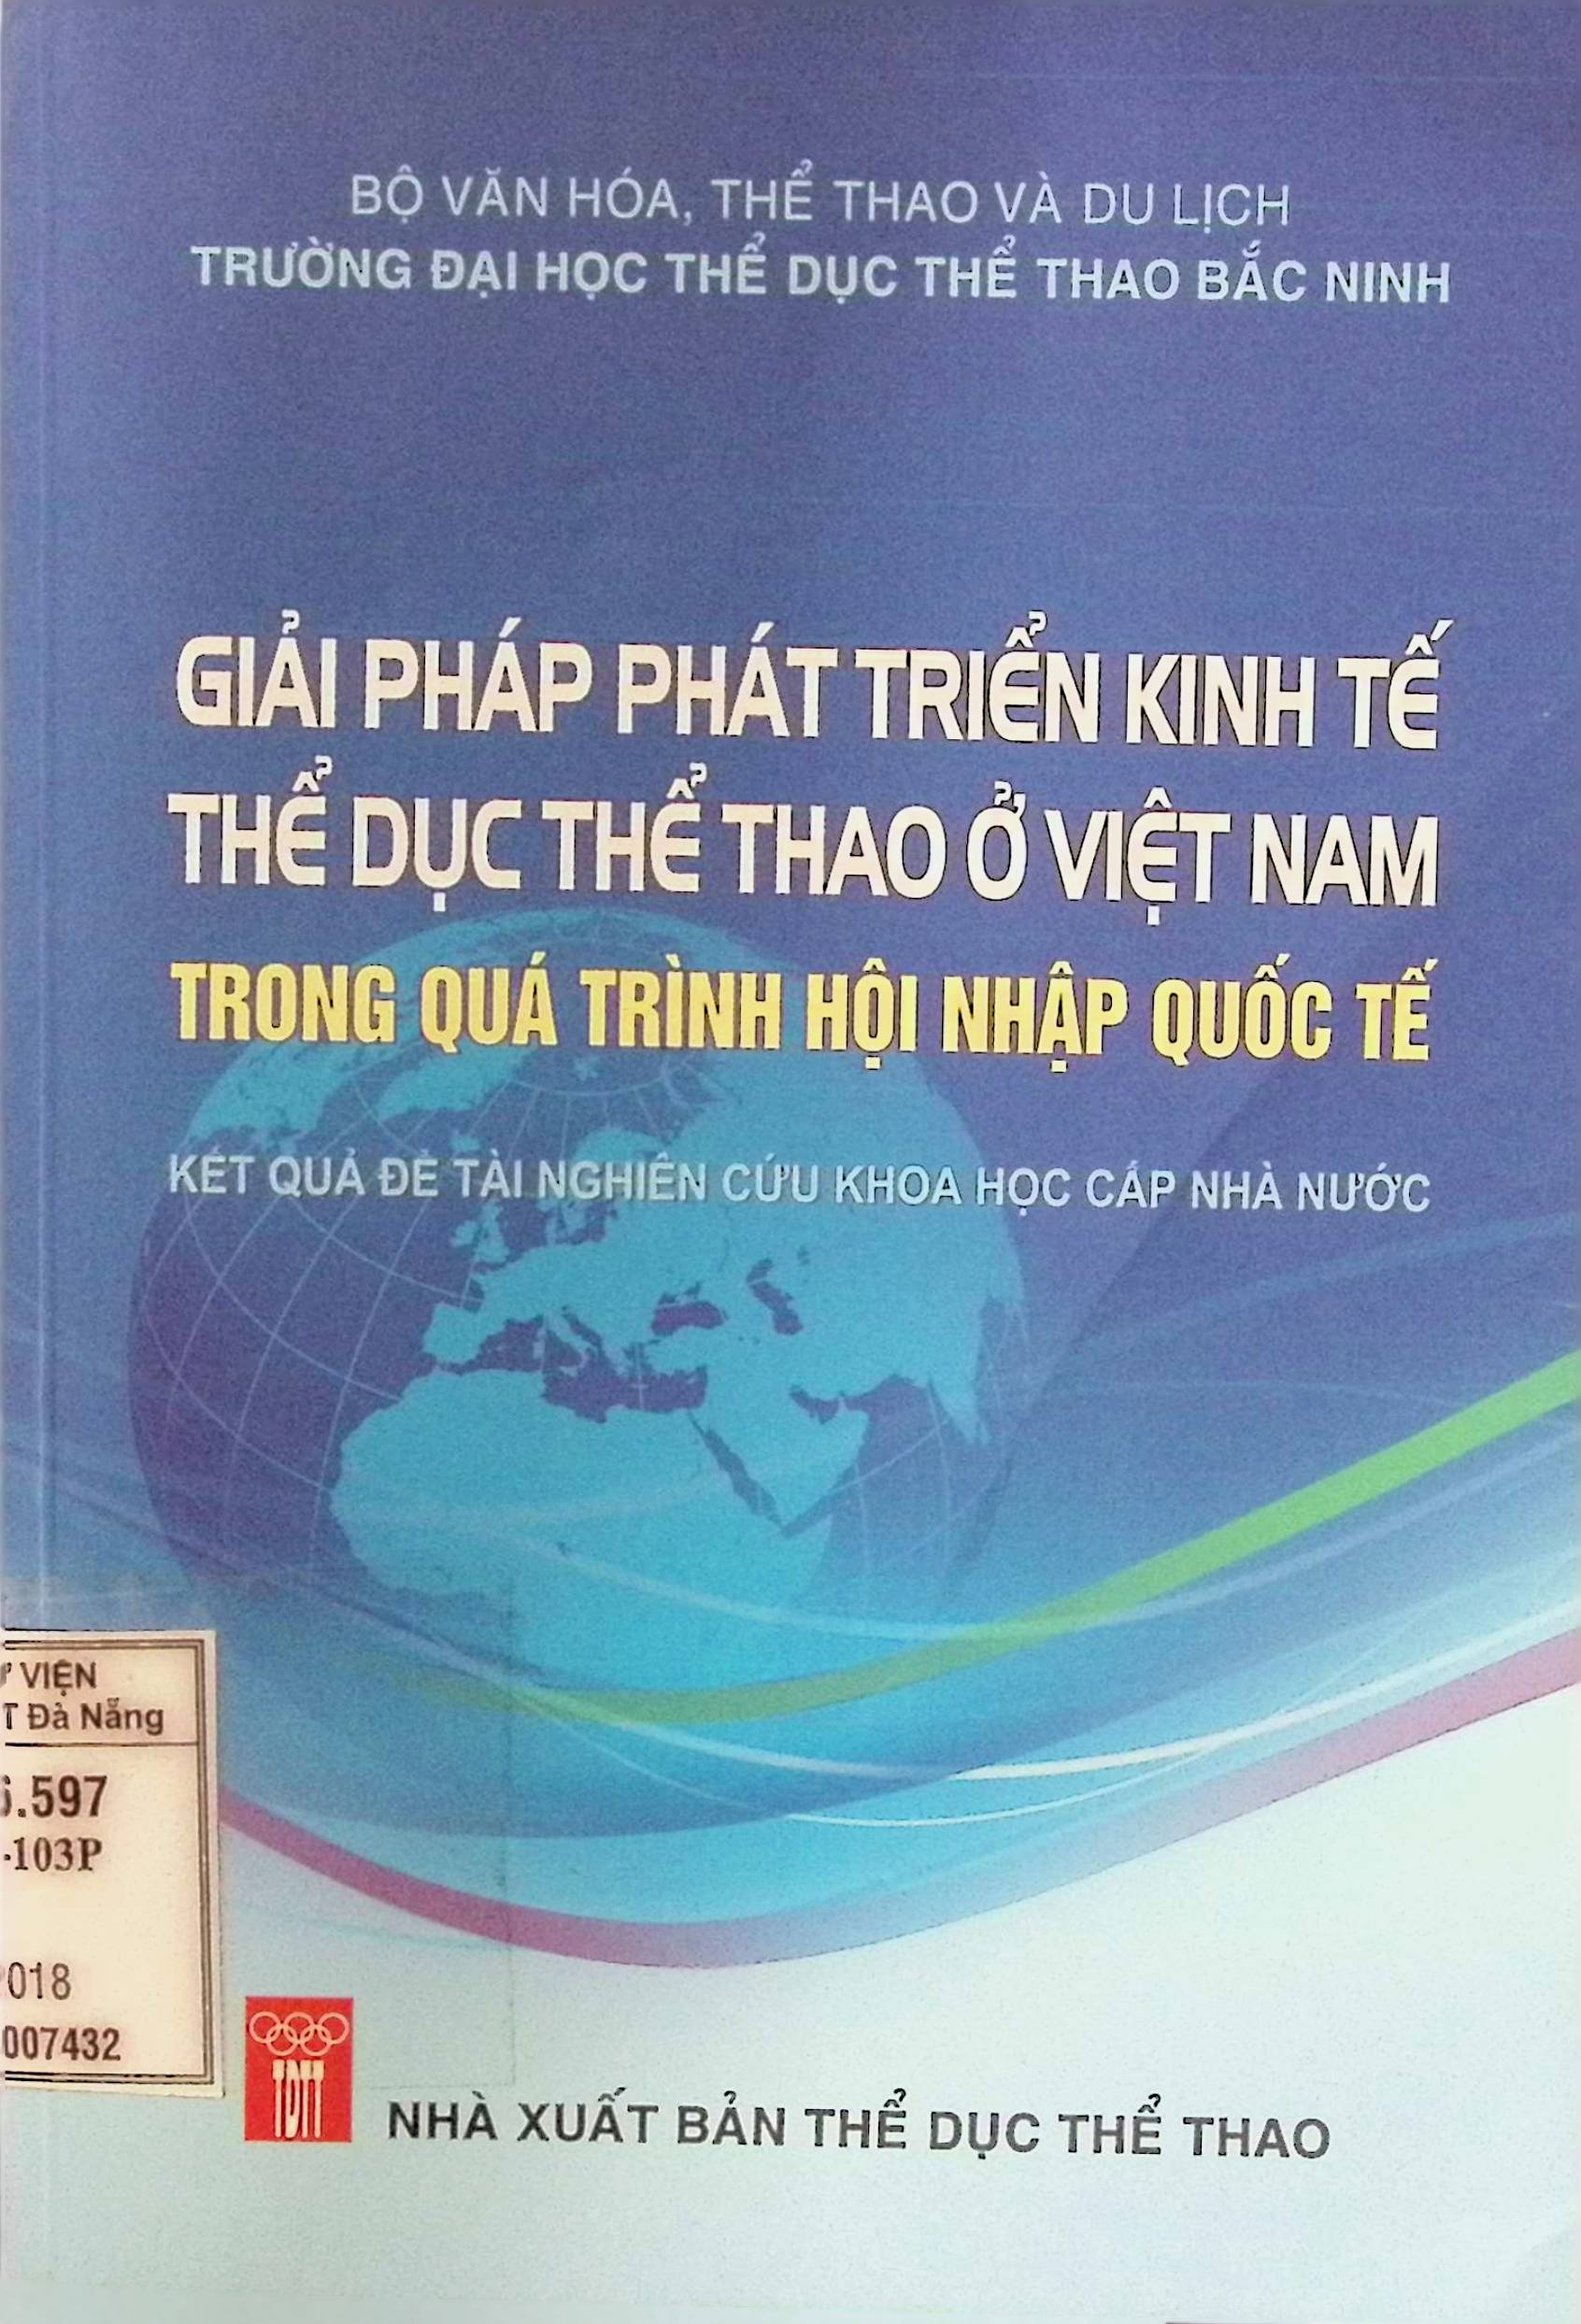 BỘ VĂN HÓA, THỂ THAO VÀ DU LỊCH
TRƯỜNG ĐẠI HỌC THỂ DỤC THỂ THAO BẮC NINH
GIẢI PHÁP PHÁT TRIỂN KINH TẾ
THỂ DỤC THỂ THAO Ở VIỆT NAM
TRONG QUÁ TRÌNH HỘI NHẬP QUỐC TẾ
KẾT QUẢ ĐỀ TÀI NGHIÊN CỨU KHOA HỌC CẤP NHÀ NƯỚC
VIỆN
T Đà Nẵng
.597
-103P
018
007432
NHÀ XUẤT BẢN THỂ DỤC THỂ THAO